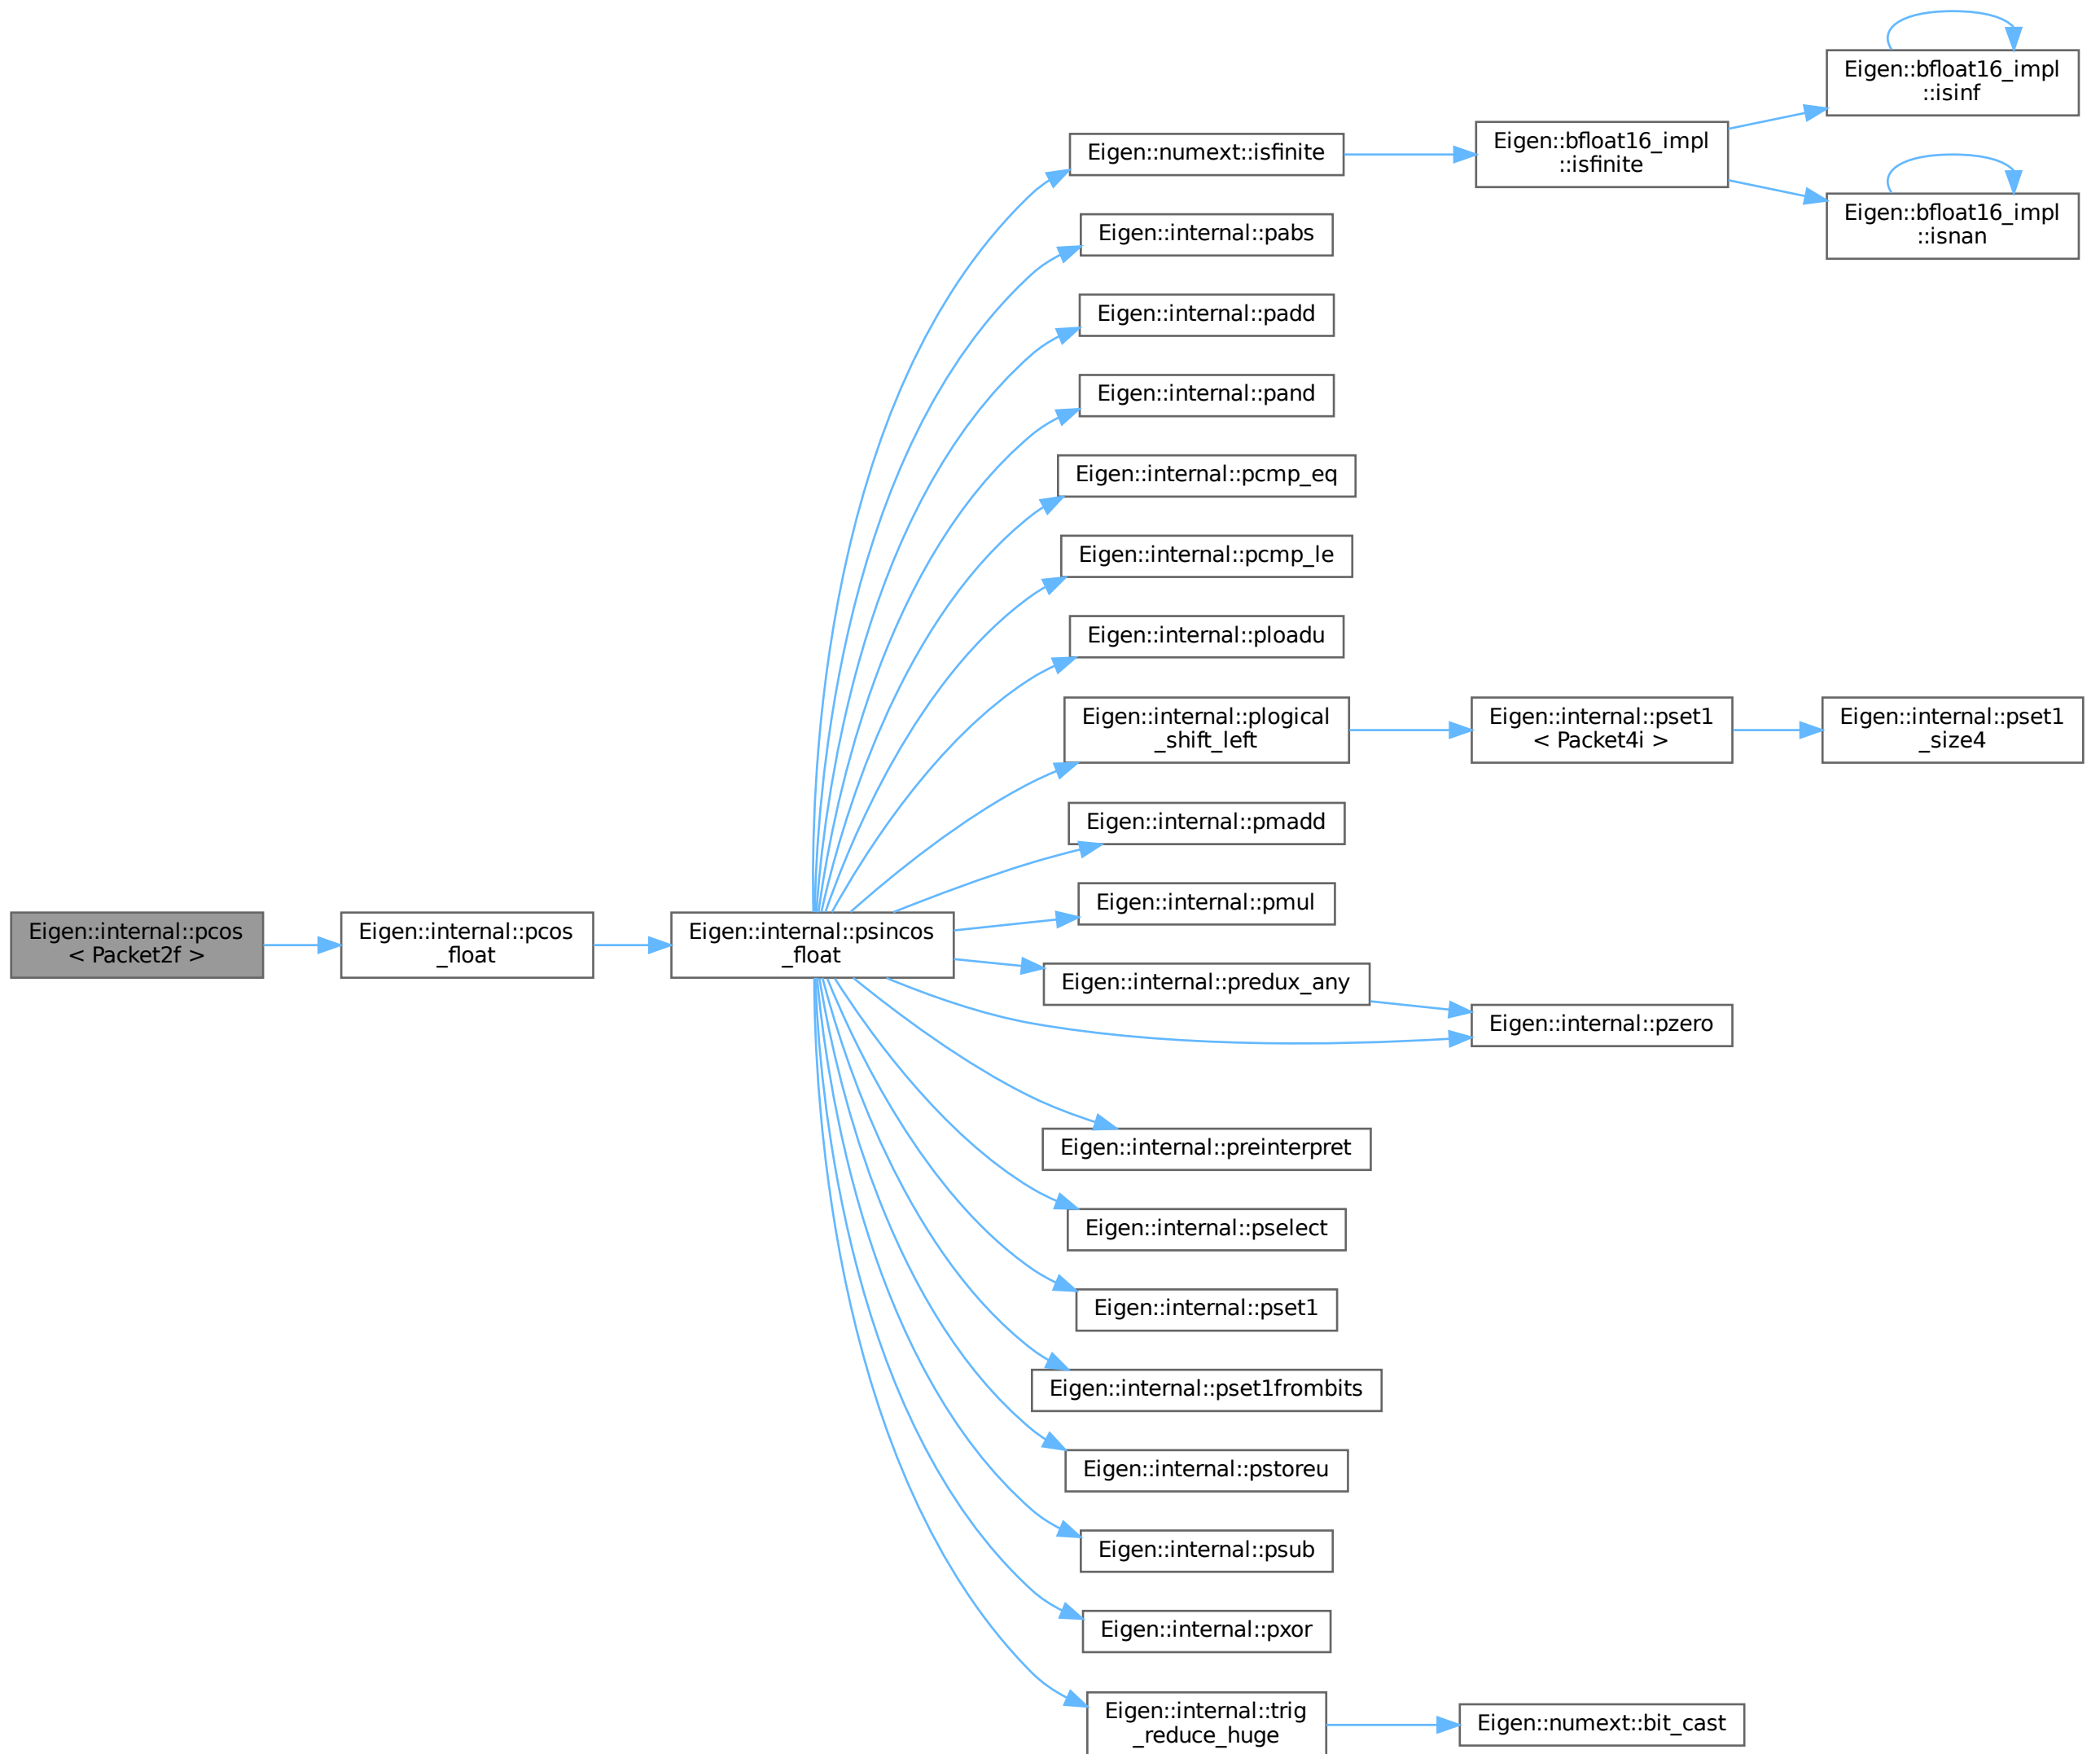 Eigen::internal::pcos
< Packet2f >
Eigen::internal::pcos
_float
Eigen::internal::psincos
_float
Eigen::numext::isfinite
Eigen::bfloat16_impl
::isfinite
Eigen::bfloat16_impl
::isinf
Eigen::bfloat16_impl
::isnan
Eigen::internal::pabs
Eigen::internal::padd
Eigen::internal::pand
Eigen::internal::pcmp_eq
Eigen::internal::pcmp_le
Eigen::internal::ploadu
Eigen::internal::plogical
_shift_left
Eigen::internal::pset1
< Packet4i >
Eigen::internal::pset1
_size4
Eigen::internal::pmadd
Eigen::internal::pmul
Eigen::internal::predux_any
Eigen::internal::pzero
Eigen::internal::preinterpret
Eigen::internal::pselect
Eigen::internal::pset1
Eigen::internal::pset1frombits
Eigen::internal::pstoreu
Eigen::internal::psub
Eigen::internal::pxor
Eigen::internal::trig
_reduce_huge
Eigen::numext::bit_cast